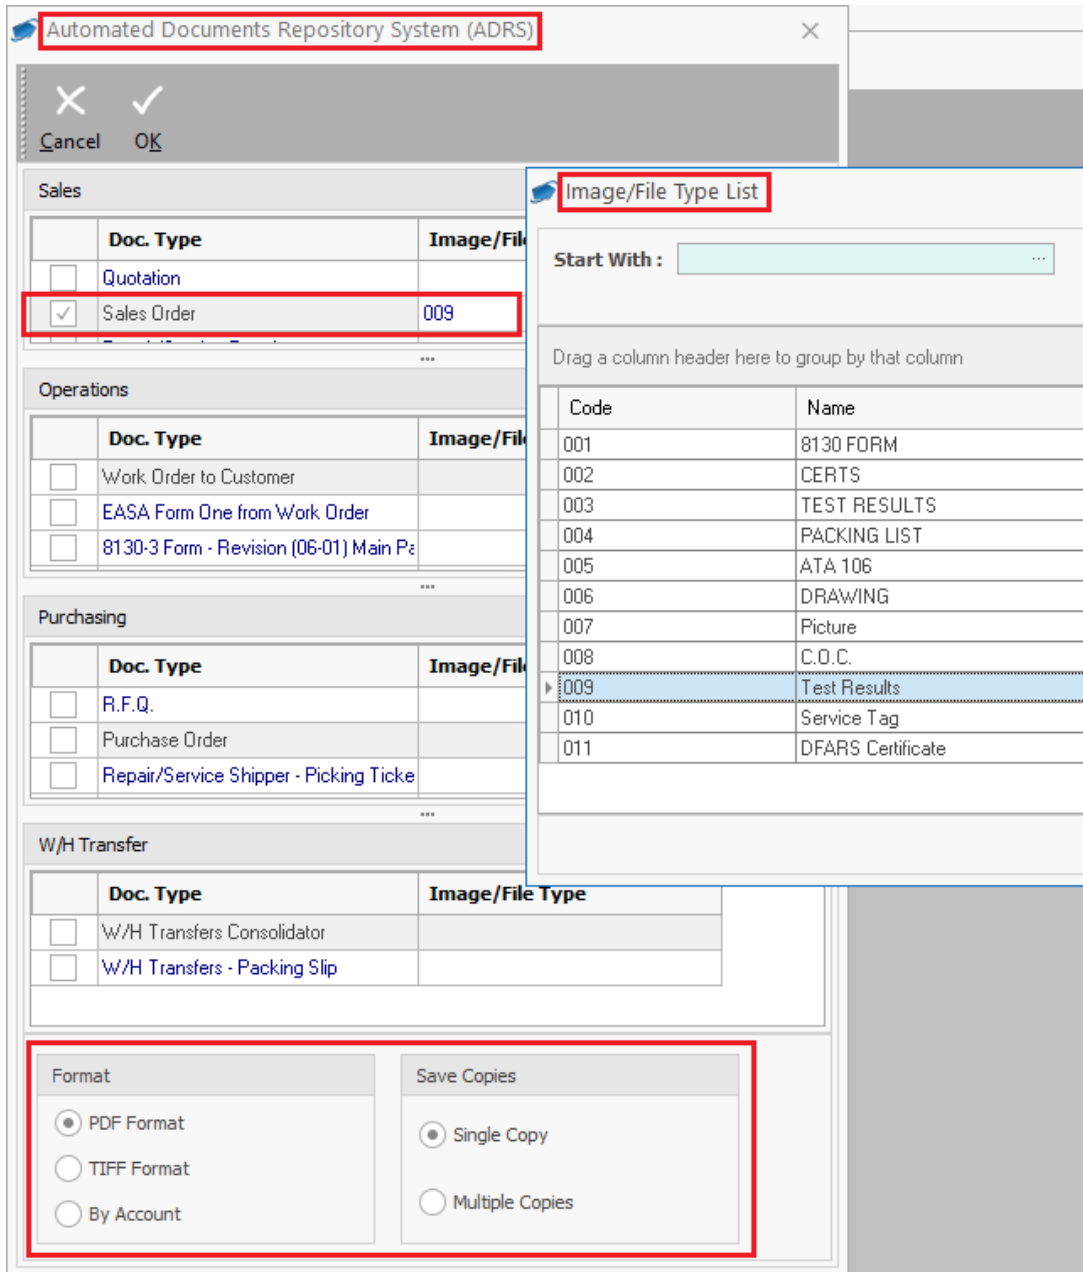 Automated Documents Repository System (ADRS)
Cancel OK
Sales
Doc. Type Image/File
Quotation
Sales Order 009
Operations
Doc. Type Image/File
Work Order to Customer
EASA Form One from Work Order
8130-3 Form - Revision (06-01) Main Pa
Purchasing
Doc. Type Image/File
R.F.Q.
Purchase Order
Repair/Service Shipper - Picking Ticke
W/H Transfer
Doc. Type Image/File Type
W/H Transfers Consolidator
W/H Transfers - Packing Slip
Format
PDF Format
TIFF Format
By Account
Save Copies
Single Copy
Multiple Copies
Image/File Type List
Start With :
Drag a column header here to group by that column
Code Name
001 8130 FORM
002 CERTS
003 TEST RESULTS
004 PACKING LIST
005 ATA 106
006 DRAWING
007 Picture
008 C.O.C.
009 Test Results
010 Service Tag
011 DFARS Certificate